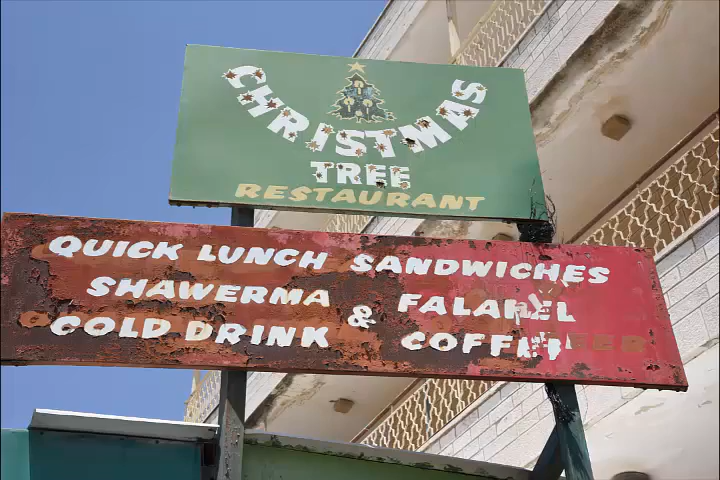 CHRISTMAS
TREE
RESTAURANT
QUICK LUNCH SANDWICHES
SHAWERMA & FALAFEL
COLD DRINK COFFEE